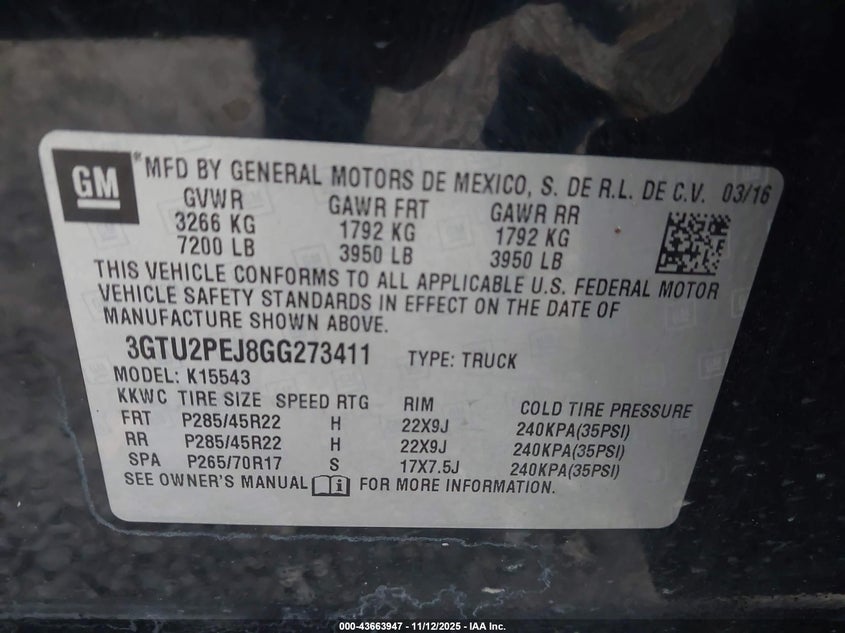 GM
*MFD BY GENERAL MOTORS DE MEXICO, S. DE R.L. DE C.V. 03/16
GVWR GAWR FRT GAWR RR
3266 KG 1792 KG 1792 KG
7200 LB 3950 LB 3950 LB
THIS VEHICLE CONFORMS TO ALL APPLICABLE U.S. FEDERAL MOTOR
VEHICLE SAFETY STANDARDS IN EFFECT ON THE DATE OF
MANUFACTURE SHOWN ABOVE.
3GTU2PEJ8GG273411 TYPE: TRUCK
MODEL: K15543
KKWC TIRE SIZE SPEED RTG RIM COLD TIRE PRESSURE
FRT P285/45R22 H 22X9J 240KPA(35PSI)
RR P285/45R22 H 22X9J 240KPA(35PSI)
SPA P265/70R17 S 17X7.5J 240KPA(35PSI)
SEE OWNER'S MANUAL FOR MORE INFORMATION.
000-43663947 - 11/12/2025 - IAA Inc.